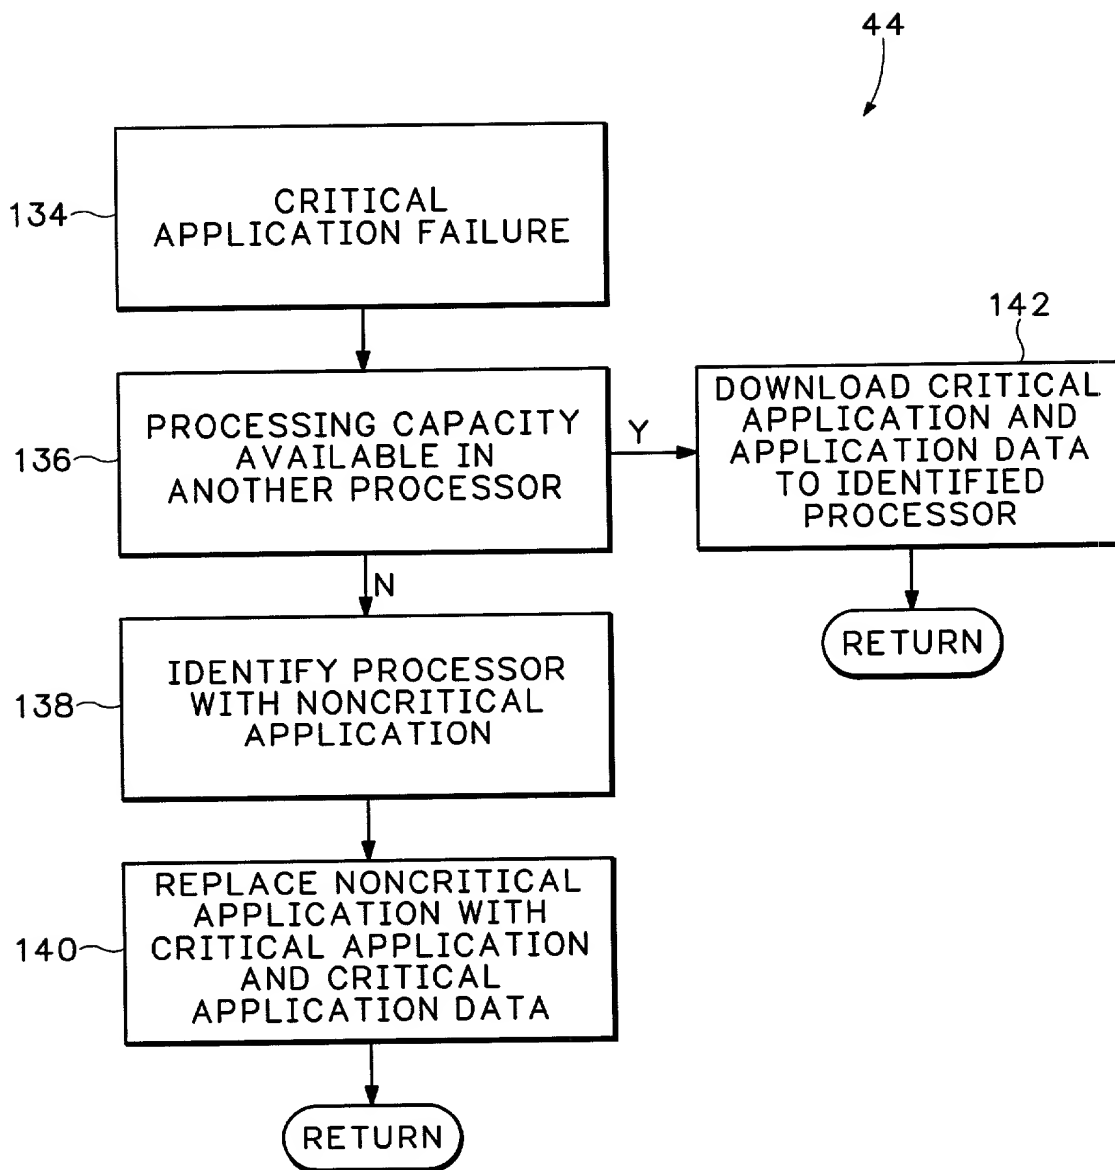 44
134
CRITICAL
APPLICATION FAILURE
136
PROCESSING CAPACITY
AVAILABLE IN
ANOTHER PROCESSOR
Y
142
DOWNLOAD CRITICAL
APPLICATION AND
APPLICATION DATA
TO IDENTIFIED
PROCESSOR
RETURN
N
138
IDENTIFY PROCESSOR
WITH NONCRITICAL
APPLICATION
140
REPLACE NONCRITICAL
APPLICATION WITH
CRITICAL APPLICATION
AND CRITICAL
APPLICATION DATA
RETURN